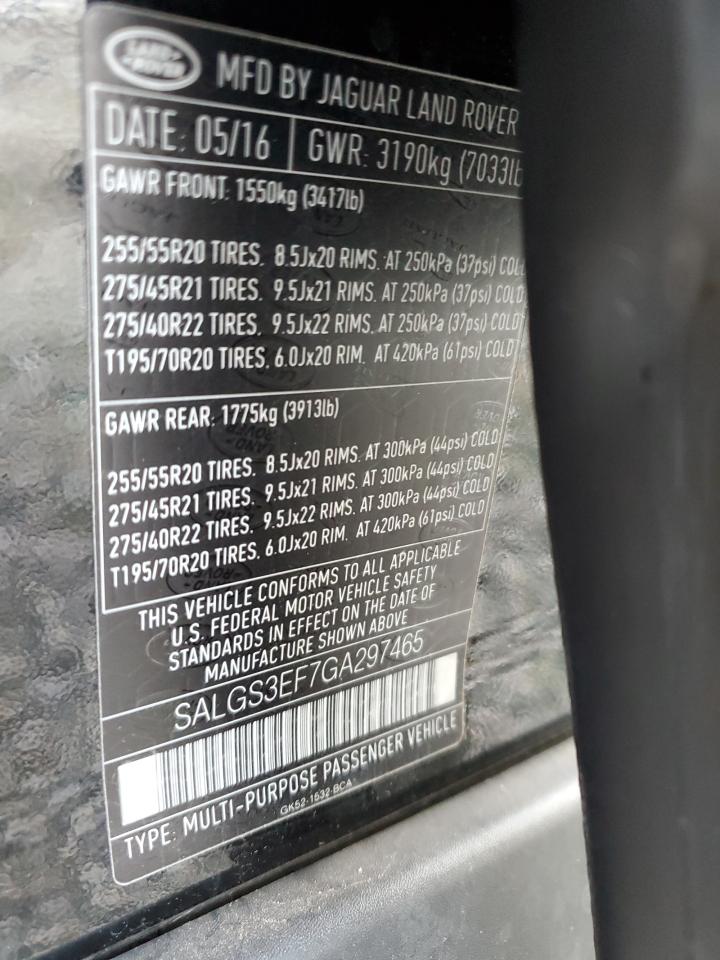 LAND ROVER
MFD BY JAGUAR LAND ROVER
DATE: 05/16 GWR: 3190kg (7033lb
GAWR FRONT: 1550kg (3417lb)
255/55R20 TIRES. 8.5Jx20 RIMS. AT 250kPa (37psi) COLD
275/45R21 TIRES. 9.5Jx21 RIMS. AT 250kPa (37psi) COLD
275/40R22 TIRES. 9.5Jx22 RIMS. AT 250kPa (37psi) COLD
T195/70R20 TIRES. 6.0Jx20 RIM. AT 420kPa (61psi) COLD
GAWR REAR: 1775kg (3913lb)
255/55R20 TIRES. 8.5Jx20 RIMS. AT 300kPa (44psi) COLD
275/45R21 TIRES. 9.5Jx21 RIMS. AT 300kPa (44psi) COLD
275/40R22 TIRES. 9.5Jx22 RIMS. AT 300kPa (44psi) COLD
T195/70R20 TIRES. 6.0Jx20 RIM. AT 420kPa (61psi) COLD
THIS VEHICLE CONFORMS TO ALL APPLICABLE
U.S. FEDERAL MOTOR VEHICLE SAFETY
STANDARDS IN EFFECT ON THE DATE OF
MANUFACTURE SHOWN ABOVE
SALGS3EF7GA297465
TYPE: MULTI-PURPOSE PASSENGER VEHICLE
GK52-1532-BCA